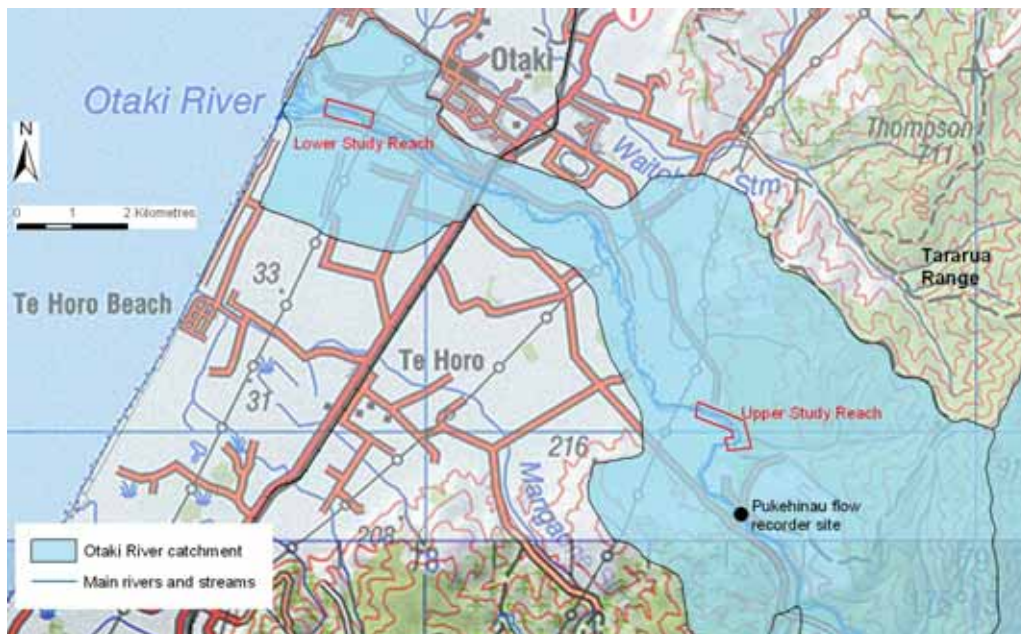 1
Otaki
Otaki River
Lower Study Reach
Thompson
711
Stm
N
0 1 2 Kilometres
Tararua
Range
33
Te Horo Beach
Te Horo
31
Upper Study Reach
216
Pukehinau flow
recorder site
208
Otaki River catchment
Main rivers and streams